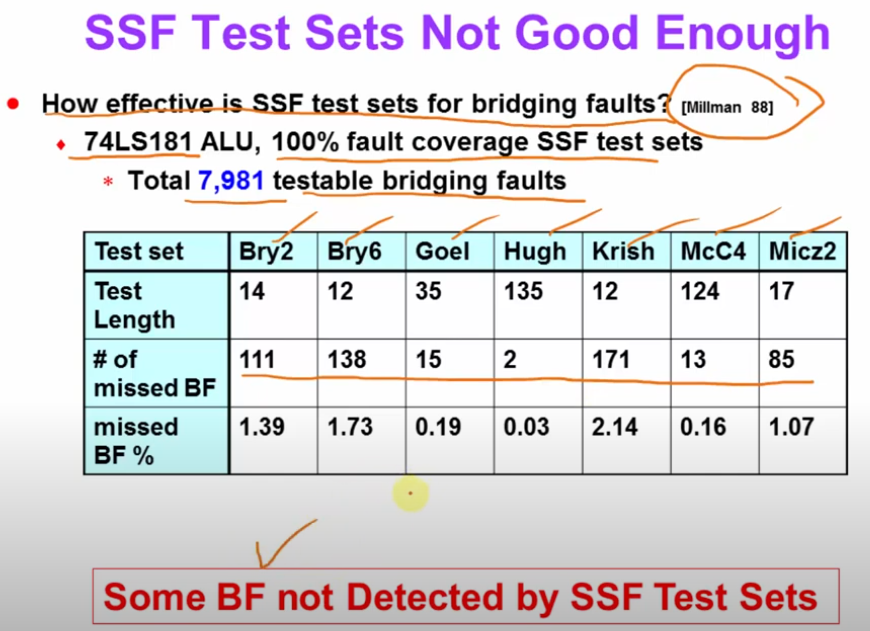 SSF Test Sets Not Good Enough
• How effective is SSF test sets for bridging faults? [Millman 88]
♦ 74LS181 ALU, 100% fault coverage SSF test sets
* Total 7,981 testable bridging faults
Test set Bry2 Bry6 Goel Hugh Krish McC4 Micz2
Test Length 14 12 35 135 12 124 17
# of missed BF 111 138 15 2 171 13 85
missed BF % 1.39 1.73 0.19 0.03 2.14 0.16 1.07
Some BF not Detected by SSF Test Sets